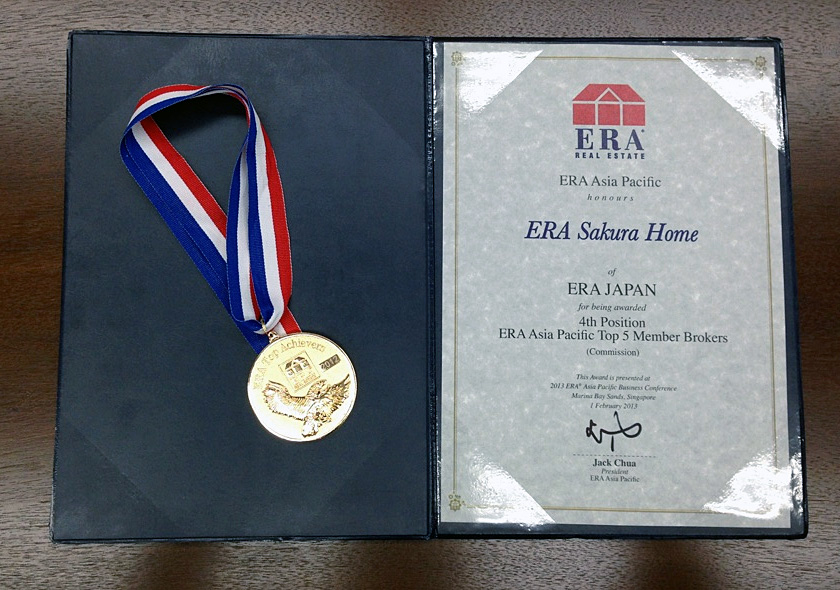 ERA Top Achievers
ERA
2012
ERA®
REAL ESTATE
ERA Asia Pacific
honours
ERA Sakura Home
of
ERA JAPAN
for being awarded
4th Position
ERA Asia Pacific Top 5 Member Brokers
(Commission)
This Award is presented at
2013 ERA® Asia Pacific Business Conference
Marina Bay Sands, Singapore
1 February 2013
Jack Chua
President
ERA Asia Pacific